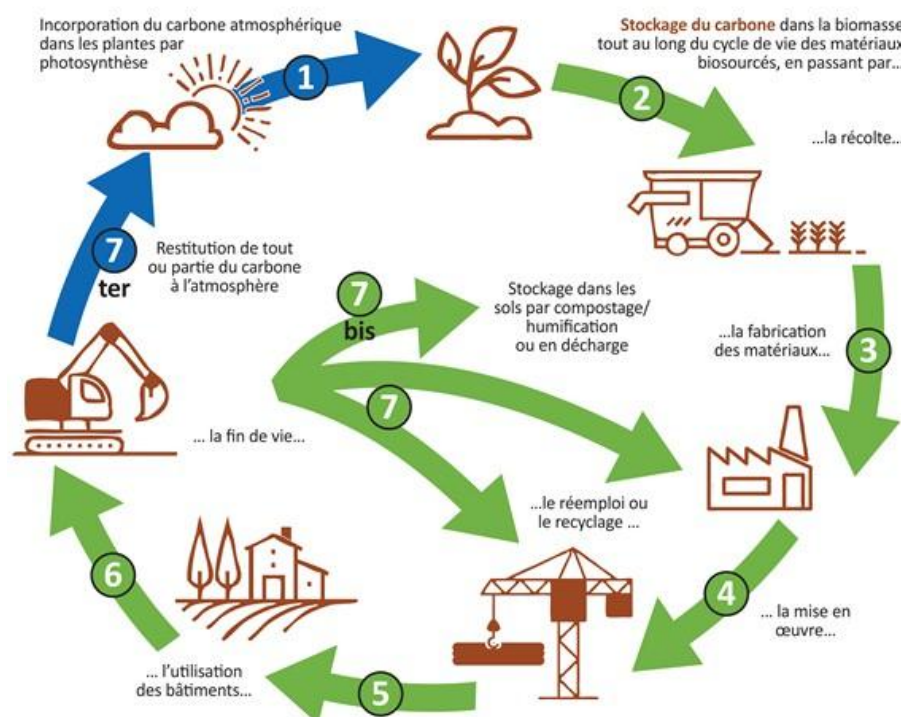 Incorporation du carbone atmosphérique
dans les plantes par
photosynthèse
1
Stockage du carbone dans la biomasse
tout au long du cycle de vie des matériaux
biosourcés, en passant par...
2
...la récolte...
7
ter
Restitution de tout
ou partie du carbone
à l'atmosphère
7
bis
Stockage dans les
sols par compostage/
humification
ou en décharge
...la fabrication
des matériaux...
3
7
... la fin de vie...
...le réemploi ou
le recyclage ...
6
4
... la mise en
œuvre...
... l'utilisation
des bâtiments...
5